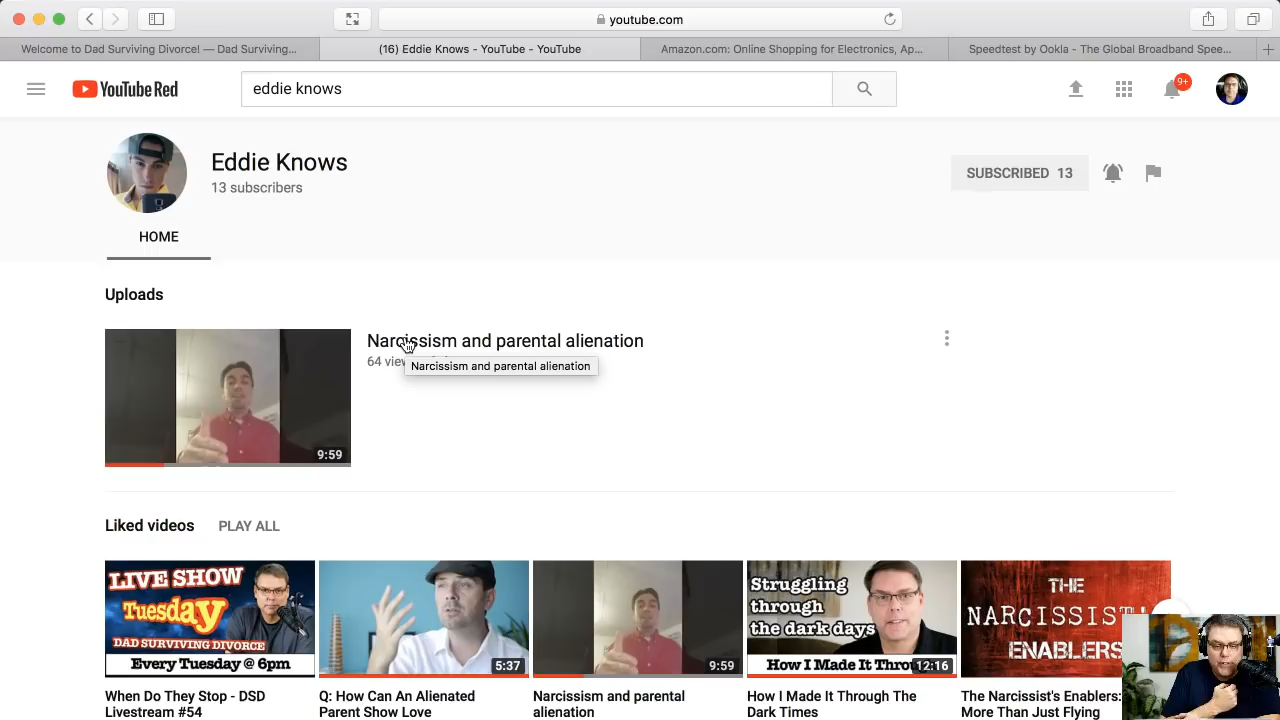 youtube.com
Welcome to Dad Surviving Divorce! — Dad Surviving...
(16) Eddie Knows - YouTube - YouTube
Amazon.com: Online Shopping for Electronics, Ap...
Speedtest by Ookla - The Global Broadband Spee...
YouTube Red
eddie knows
9+
Eddie Knows
13 subscribers
SUBSCRIBED 13
HOME
Uploads
Narcissism and parental alienation
64 view
Narcissism and parental alienation
9:59
Liked videos PLAY ALL
LIVE SHOW
Tuesday
DAD SURVIVING DIVORCE
Every Tuesday @ 6pm
5:37
9:59
Struggling
through
the dark days
How I Made It Throu
12:16
THE
NARCISSIST
ENABLERS
When Do They Stop - DSD
Livestream #54
Q: How Can An Alienated
Parent Show Love
Narcissism and parental
alienation
How I Made It Through The
Dark Times
The Narcissist's Enablers:
More Than Just Flying